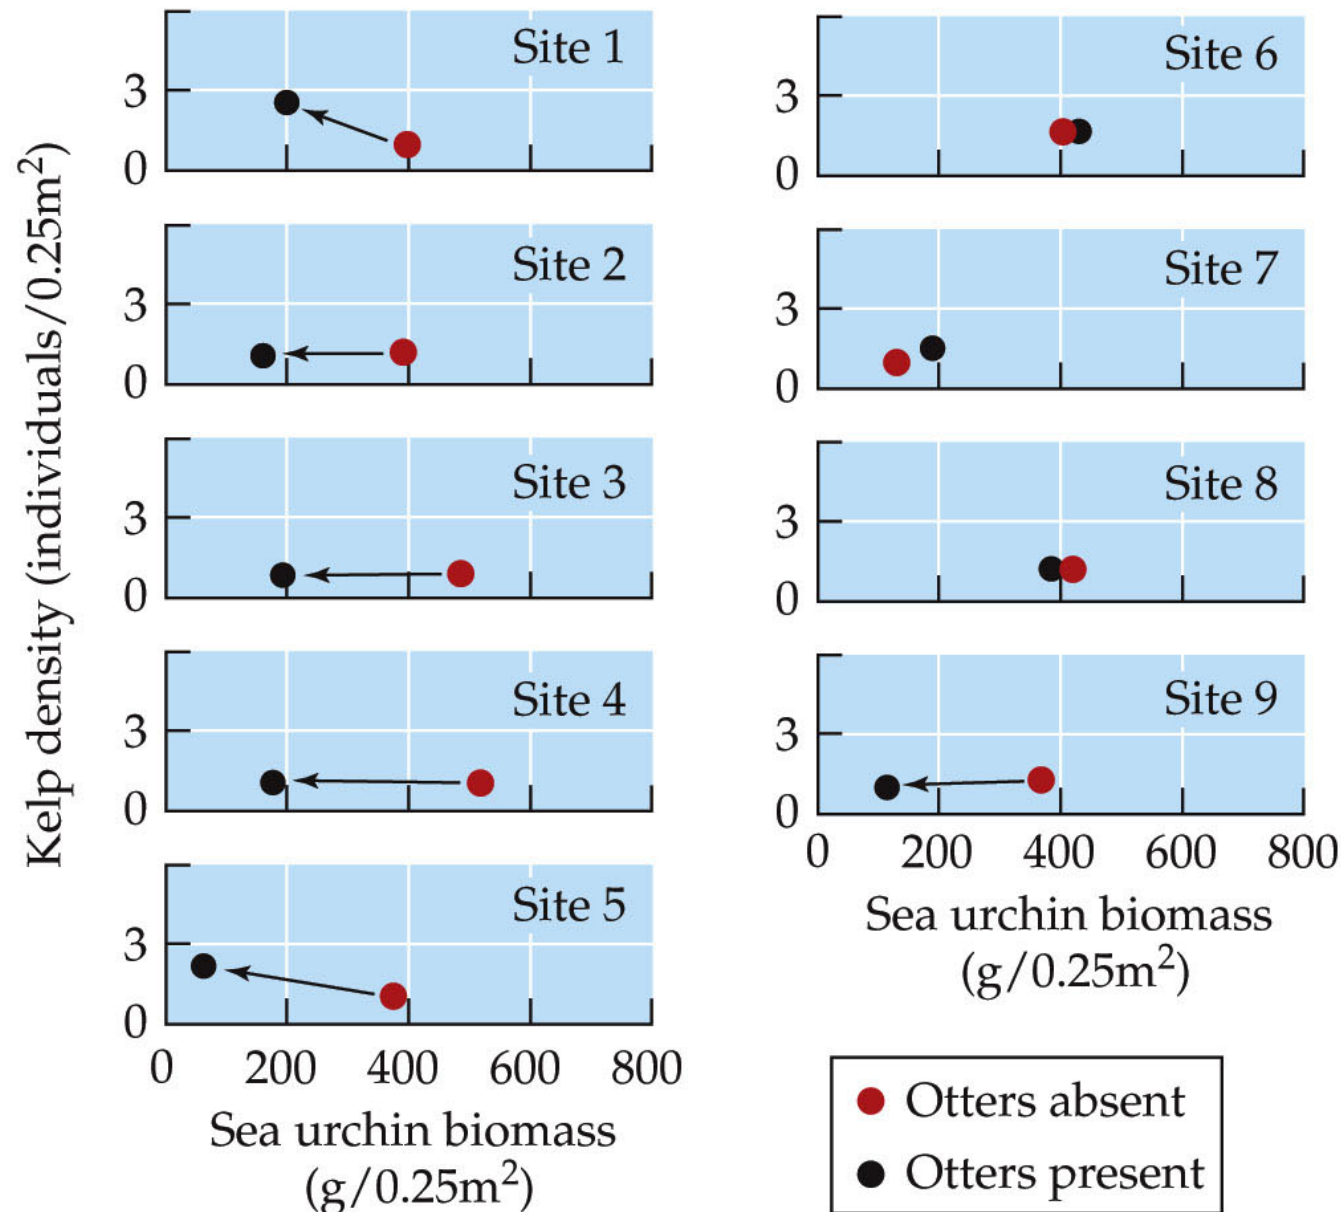 Kelp density (individuals/0.25m²)
Site 1
3
0
Site 2
3
0
Site 3
3
0
Site 4
3
0
Site 5
3
0
0 200 400 600 800
Sea urchin biomass
(g/0.25m²)
Site 6
3
0
Site 7
3
0
Site 8
3
0
Site 9
3
0
0 200 400 600 800
Sea urchin biomass
(g/0.25m²)
Otters absent
Otters present